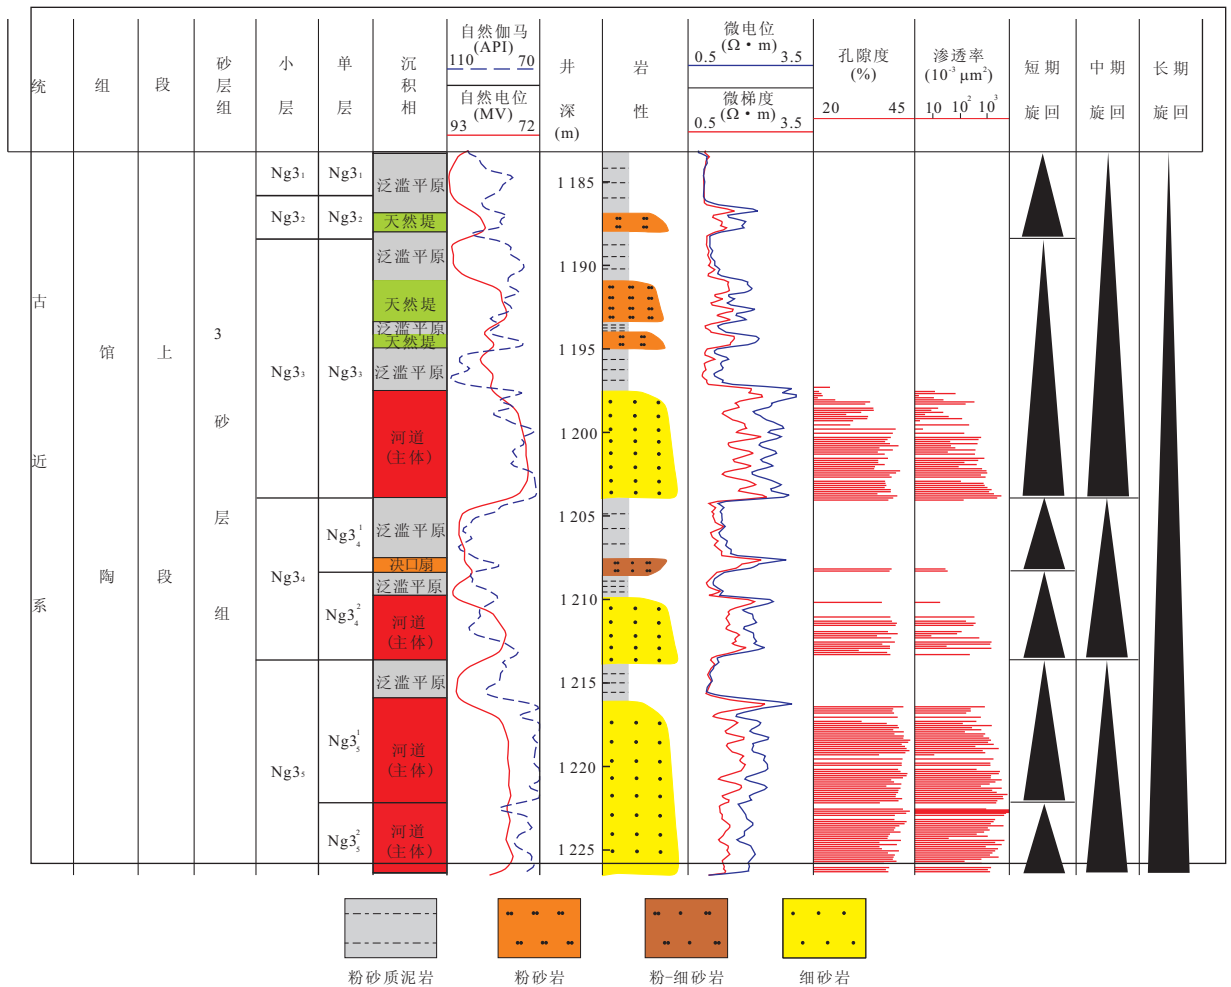 统
组
段
砂层组
小层
单层
沉积相
自然伽马
(API)
110 70
自然电位
(MV)
93 72
井深
(m)
岩性
微电位
(Ω·m)
0.5 3.5
微梯度
(Ω·m)
0.5 3.5
孔隙度
(%)
20 45
渗透率
(10⁻³ μm²)
10 10² 10³
短期旋回
中期旋回
长期旋回
古近系
馆陶组
上段
3砂层组
Ng3₁
Ng3₂
Ng3₃
Ng3₄
Ng3₅
Ng3₁
Ng3₂
Ng3₃
Ng3¹₄
Ng3²₄
Ng3¹₅
Ng3²₅
泛滥平原
天然堤
泛滥平原
天然堤
泛滥平原
天然堤
泛滥平原
河道
(主体)
泛滥平原
决口扇
泛滥平原
河道
(主体)
泛滥平原
河道
(主体)
河道
(主体)
1 185
1 190
1 195
1 200
1 205
1 210
1 215
1 220
1 225
粉砂质泥岩
粉砂岩
粉-细砂岩
细砂岩